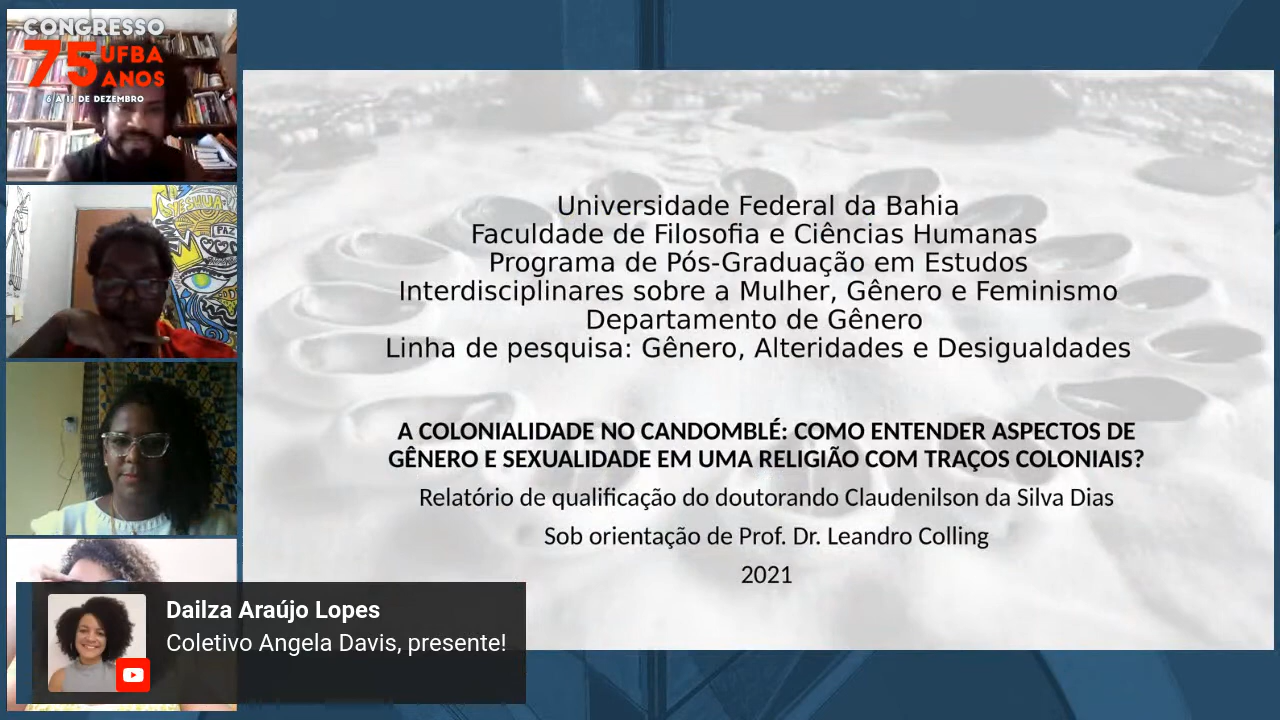 CONGRESSO
75 UFBA
ANOS
6 A 11 DE DEZEMBRO
YESHUA
PAZ
Universidade Federal da Bahia
Faculdade de Filosofia e Ciências Humanas
Programa de Pós-Graduação em Estudos
Interdisciplinares sobre a Mulher, Gênero e Feminismo
Departamento de Gênero
Linha de pesquisa: Gênero, Alteridades e Desigualdades
A COLONIALIDADE NO CANDOMBLÉ: COMO ENTENDER ASPECTOS DE
GÊNERO E SEXUALIDADE EM UMA RELIGIÃO COM TRAÇOS COLONIAIS?
Relatório de qualificação do doutorando Claudenilson da Silva Dias
Sob orientação de Prof. Dr. Leandro Colling
2021
Dailza Araújo Lopes
Coletivo Angela Davis, presente!